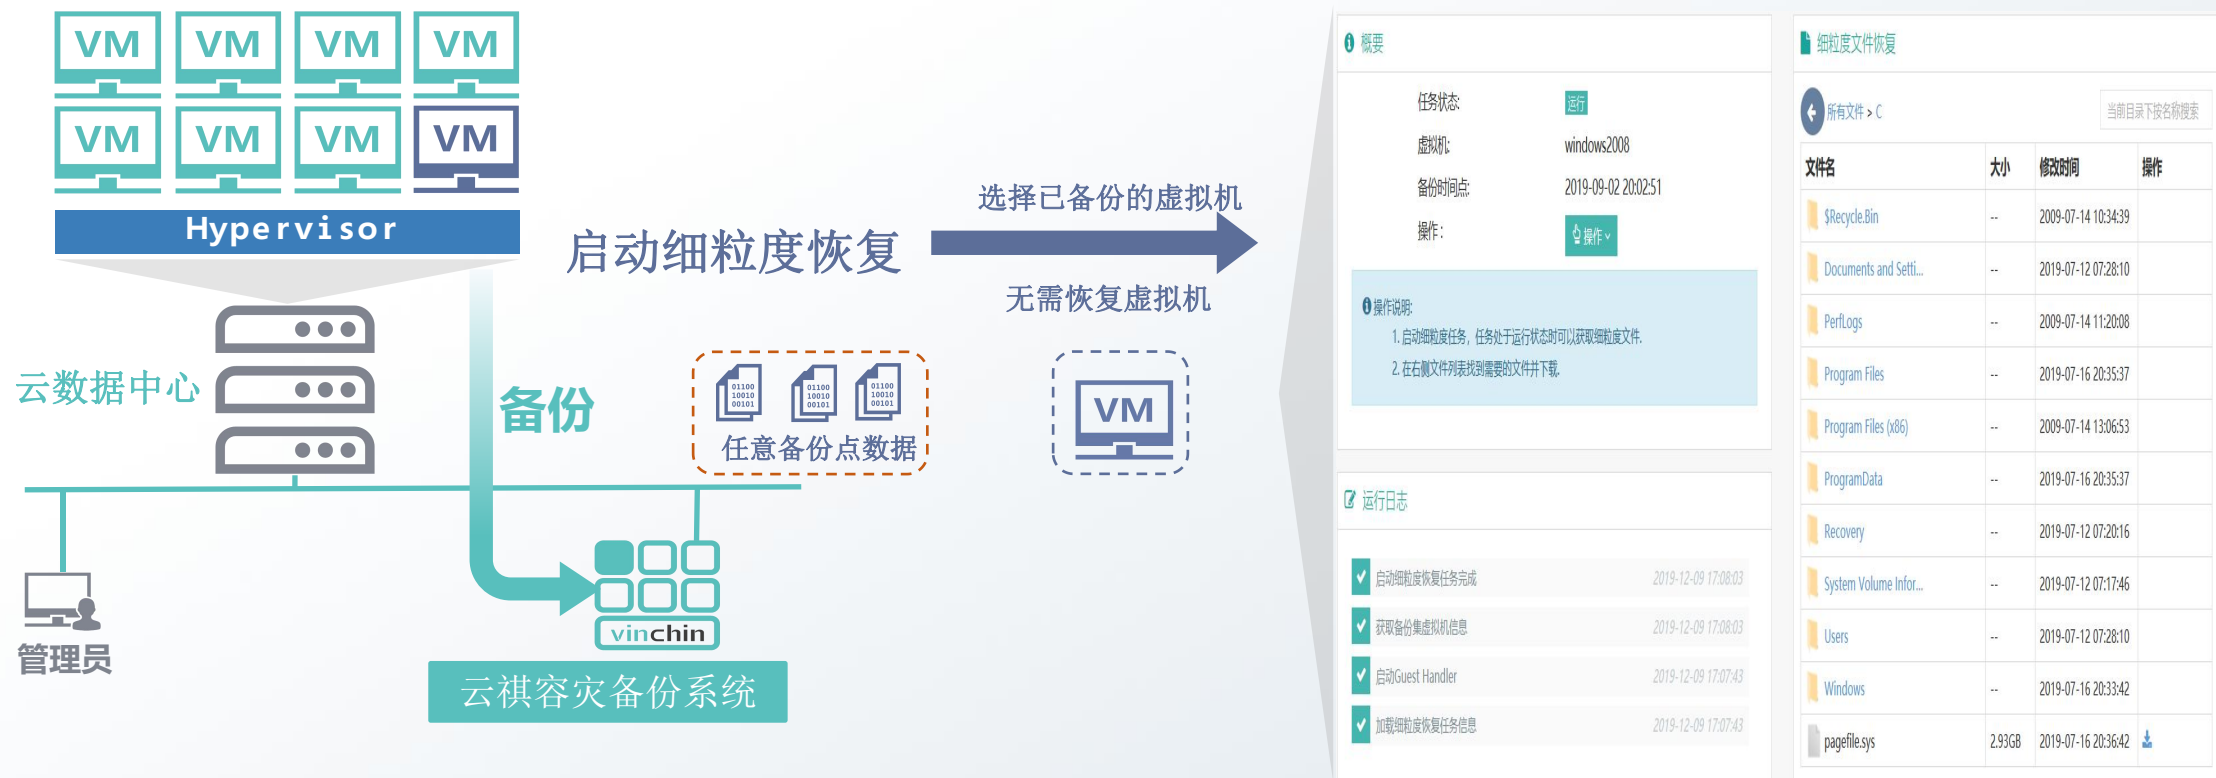 VM VM VM VM
VM VM VM VM
Hypervisor
云数据中心
备份
管理员
vinchin
云祺容灾备份系统
启动细粒度恢复
选择已备份的虚拟机
无需恢复虚拟机
01100 10010 00101
01100 10010 00101
01100 10010 00101
任意备份点数据
VM
概要
任务状态: 运行
虚拟机: windows2008
备份时间点: 2019-09-02 20:02:51
操作: 操作
操作说明:
1. 启动细粒度任务，任务处于运行状态时可以获取细粒度文件.
2. 在右侧文件列表找到需要的文件并下载.
运行日志
启动细粒度恢复任务完成 2019-12-09 17:08:03
获取备份集虚拟机信息 2019-12-09 17:08:03
启动Guest Handler 2019-12-09 17:07:43
加载细粒度恢复任务信息 2019-12-09 17:07:43
细粒度文件恢复
所有文件 > C 当前目录下按名称搜索
文件名 大小 修改时间 操作
$Recycle.Bin -- 2009-07-14 10:34:39
Documents and Setti... -- 2019-07-12 07:28:10
PerfLogs -- 2009-07-14 11:20:08
Program Files -- 2019-07-16 20:35:37
Program Files (x86) -- 2009-07-14 13:06:53
ProgramData -- 2019-07-16 20:35:37
Recovery -- 2019-07-12 07:20:16
System Volume Infor... -- 2019-07-12 07:17:46
Users -- 2019-07-12 07:28:10
Windows -- 2019-07-16 20:33:42
pagefile.sys 2.93GB 2019-07-16 20:36:42